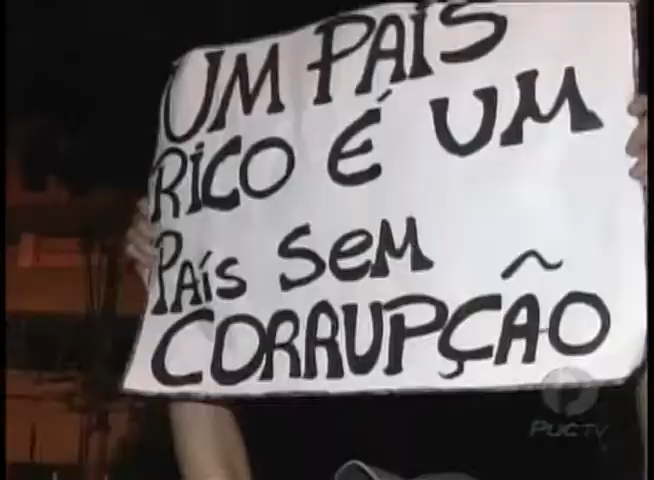 UM PAÍS
RICO É UM
PAÍS SEM
CORRUPÇÃO
PUCTV